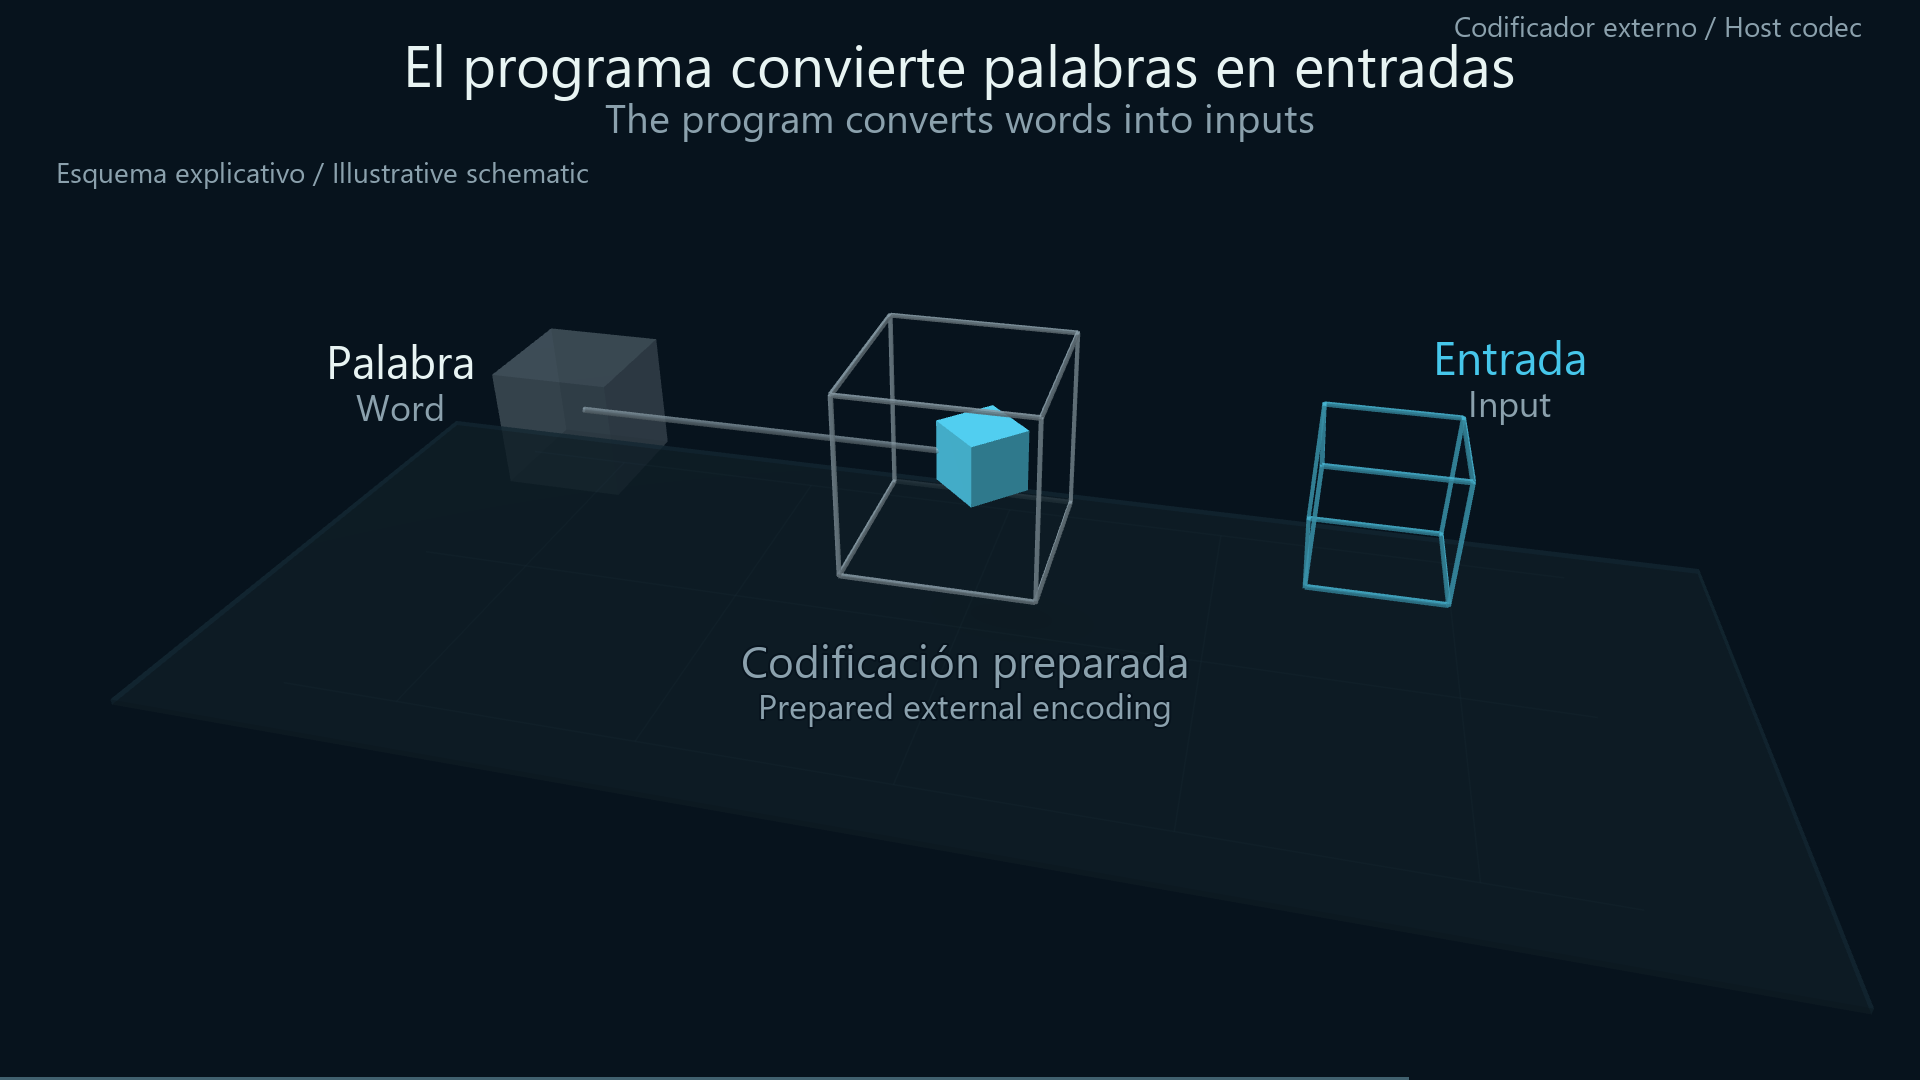 Codificador externo / Host codec
El programa convierte palabras en entradas
The program converts words into inputs
Esquema explicativo / Illustrative schematic
Palabra
Word
Entrada
Input
Codificación preparada
Prepared external encoding